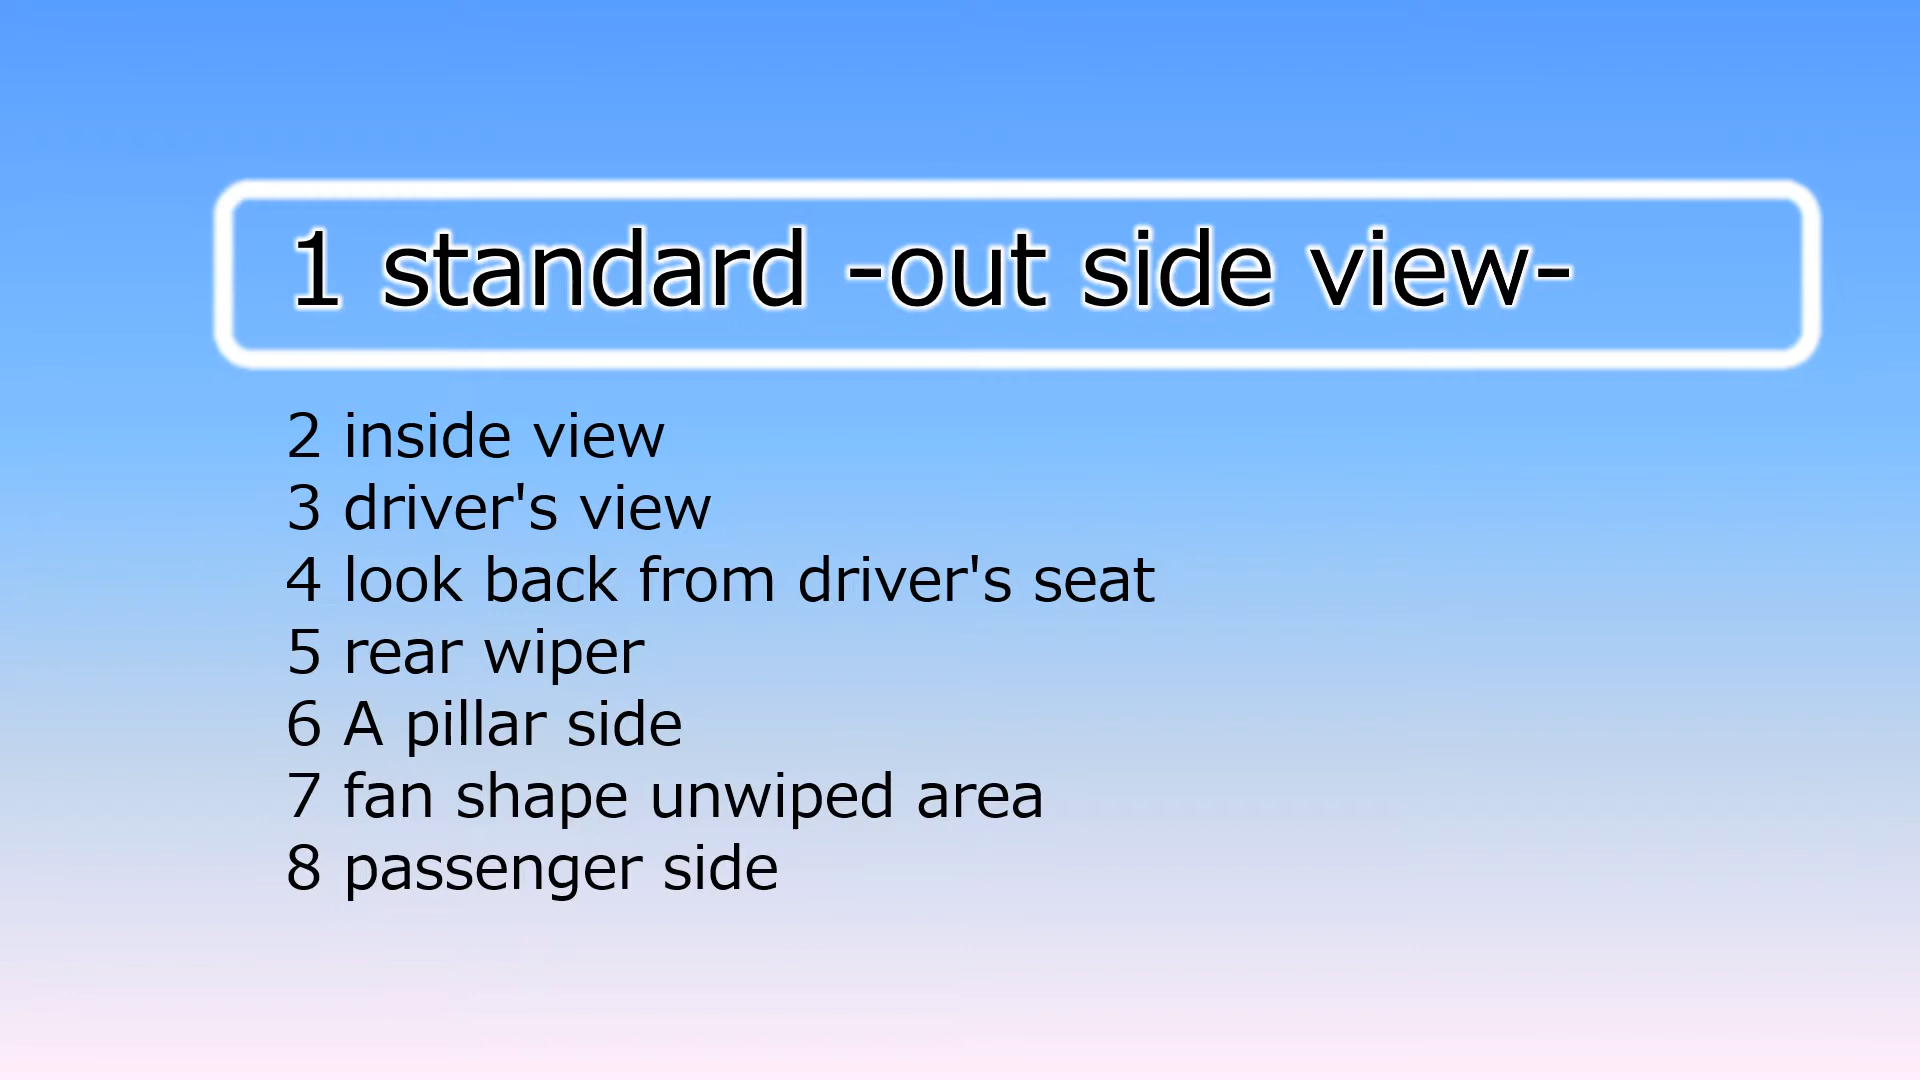 1 standard -out side view-
2 inside view
3 driver's view
4 look back from driver's seat
5 rear wiper
6 A pillar side
7 fan shape unwiped area
8 passenger side